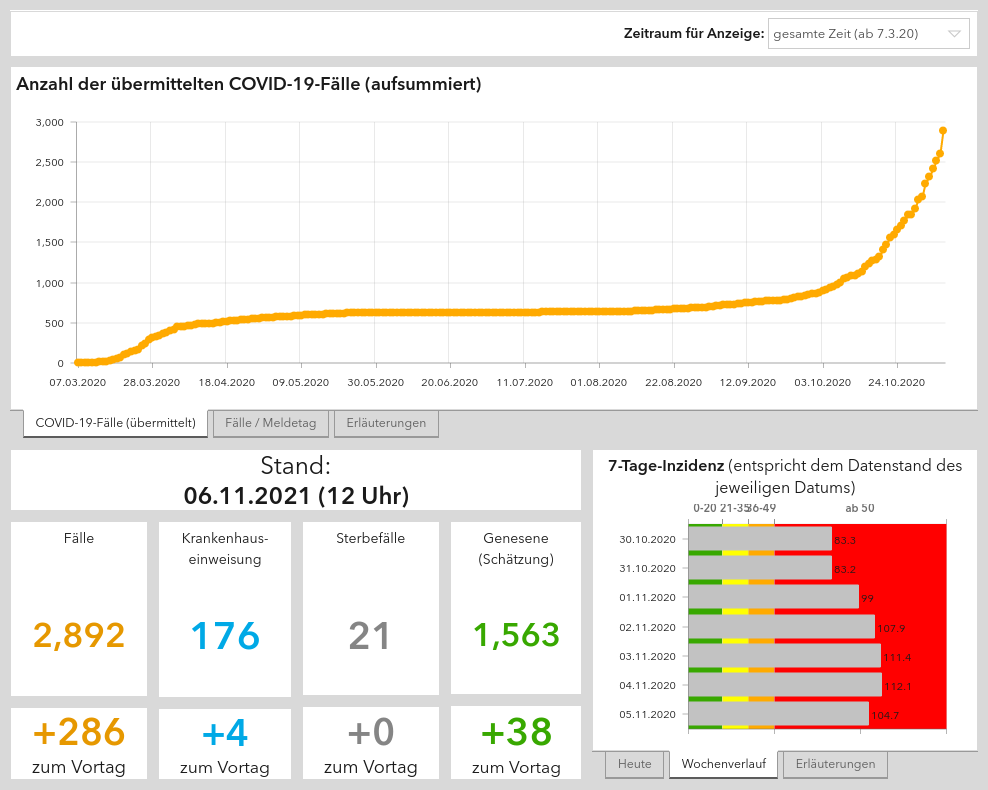 Zeitraum für Anzeige: gesamte Zeit (ab 7.3.20)
Anzahl der übermittelten COVID-19-Fälle (aufsummiert)
3,000
2,500
2,000
1,500
1,000
500
0
07.03.2020 28.03.2020 18.04.2020 09.05.2020 30.05.2020 20.06.2020 11.07.2020 01.08.2020 22.08.2020 12.09.2020 03.10.2020 24.10.2020
COVID-19-Fälle (übermittelt) Fälle / Meldetag Erläuterungen
Stand:
06.11.2021 (12 Uhr)
Fälle
2,892
+286
zum Vortag
Krankenhaus-
einweisung
176
+4
zum Vortag
Sterbefälle
21
+0
zum Vortag
Genesene
(Schätzung)
1,563
+38
zum Vortag
7-Tage-Inzidenz (entspricht dem Datenstand des
jeweiligen Datums)
0-20 21-35 36-49 ab 50
30.10.2020 83.3
31.10.2020 83.2
01.11.2020 99
02.11.2020 107.9
03.11.2020 111.4
04.11.2020 112.1
05.11.2020 104.7
Heute Wochenverlauf Erläuterungen